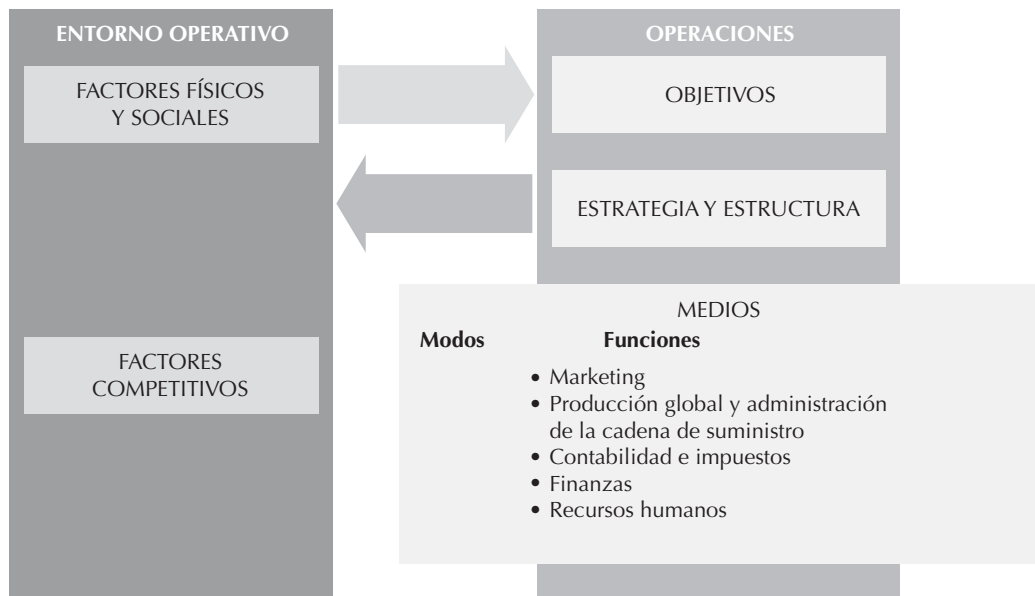 ENTORNO OPERATIVO
FACTORES FÍSICOS
Y SOCIALES
FACTORES
COMPETITIVOS
OPERACIONES
OBJETIVOS
ESTRATEGIA Y ESTRUCTURA
MEDIOS
Modos Funciones
• Marketing
• Producción global y administración
de la cadena de suministro
• Contabilidad e impuestos
• Finanzas
• Recursos humanos